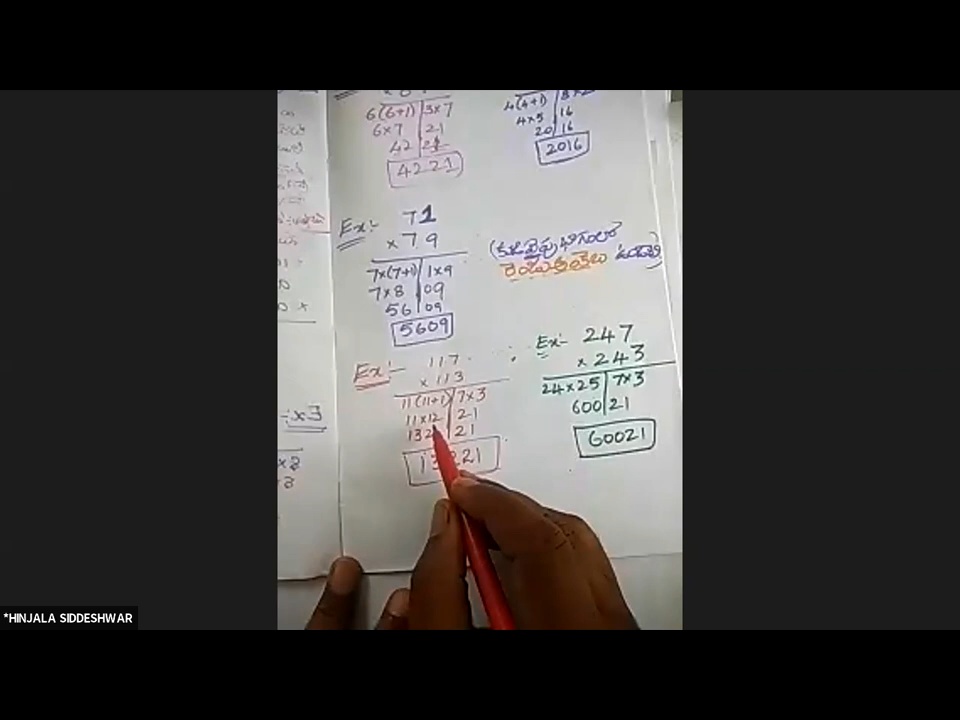 6(6+1) | 3×7
6×7 | 21
42 | 21
4221
4(4+1)
4×5 | 16
20 | 16
2016
Ex:- 71
× 79
7×(7+1) | 1×9
7×8 | 09
56 | 09
5609
(కుడివైపు భాగంలో
రెండు అంకెలు ఉండాలి)
Ex:- 117
× 113
11(11+1) | 7×3
11×12 | 21
132 | 21
13221
Ex:- 247
× 243
24×25 | 7×3
600 | 21
60021
÷×3
*HINJALA SIDDESHWAR